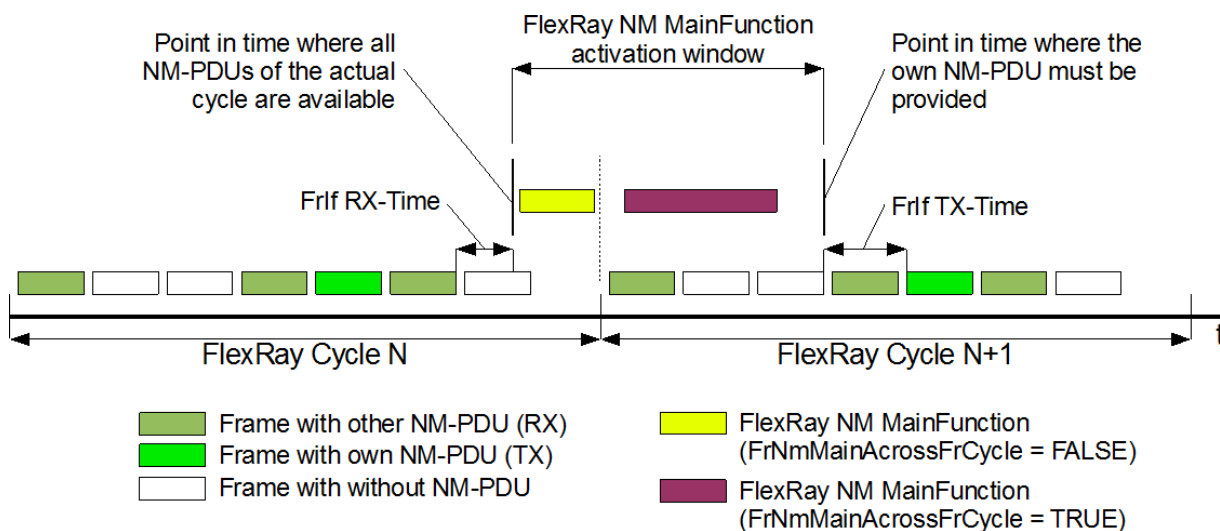 FlexRay NM MainFunction
activation window
Point in time where all
NM-PDUs of the actual
cycle are available
Point in time where the
own NM-PDU must be
provided
FrIf RX-Time
FrIf TX-Time
t
FlexRay Cycle N
FlexRay Cycle N+1
Frame with other NM-PDU (RX)
Frame with own NM-PDU (TX)
Frame with without NM-PDU
FlexRay NM MainFunction
(FrNmMainAcrossFrCycle = FALSE)
FlexRay NM MainFunction
(FrNmMainAcrossFrCycle = TRUE)